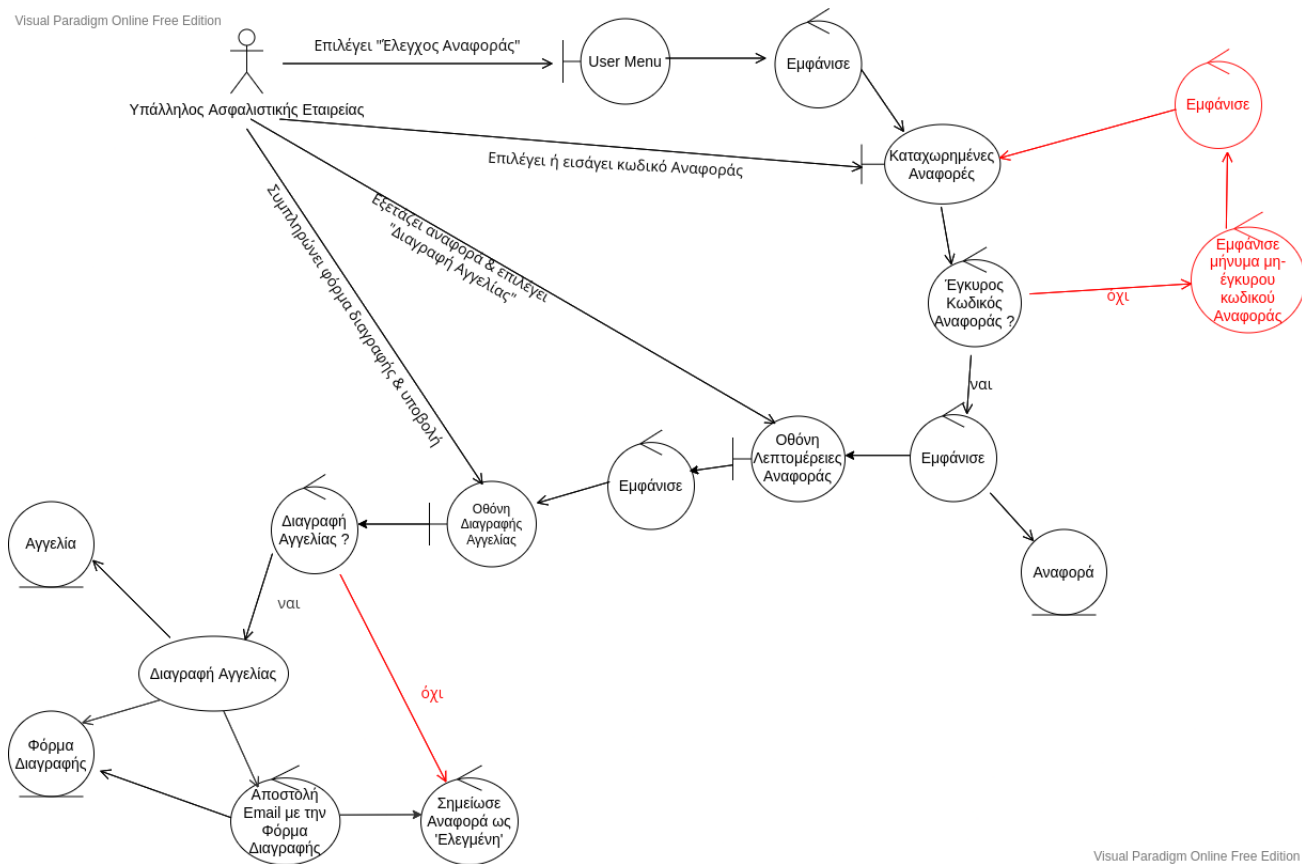 Visual Paradigm Online Free Edition
Επιλέγει "Έλεγχος Αναφοράς"
User Menu
Εμφάνισε
Εμφάνισε
Υπάλληλος Ασφαλιστικής Εταιρείας
Επιλέγει ή εισάγει κωδικό Αναφοράς
Καταχωρημένες
Αναφορές
Συμπληρώνει φόρμα διαγραφής & υποβολή
Εξετάζει αναφορα & επιλέγει
"Διαγραφή Αγγελίας"
Έγκυρος
Κωδικός
Αναφοράς ?
όχι
Εμφάνισε
μήνυμα μη-
έγκυρου
κωδικού
Αναφοράς
ναι
Οθόνη
Λεπτομέρειες
Αναφοράς
Εμφάνισε
Εμφάνισε
Οθόνη
Διαγραφής
Αγγελίας
Διαγραφή
Αγγελίας ?
Αγγελία
Αναφορά
ναι
Διαγραφή Αγγελίας
όχι
Φόρμα
Διαγραφής
Αποστολή
Email με την
Φόρμα
Διαγραφής
Σημείωσε
Αναφορά ως
'Ελεγμένη'
Visual Paradigm Online Free Edition